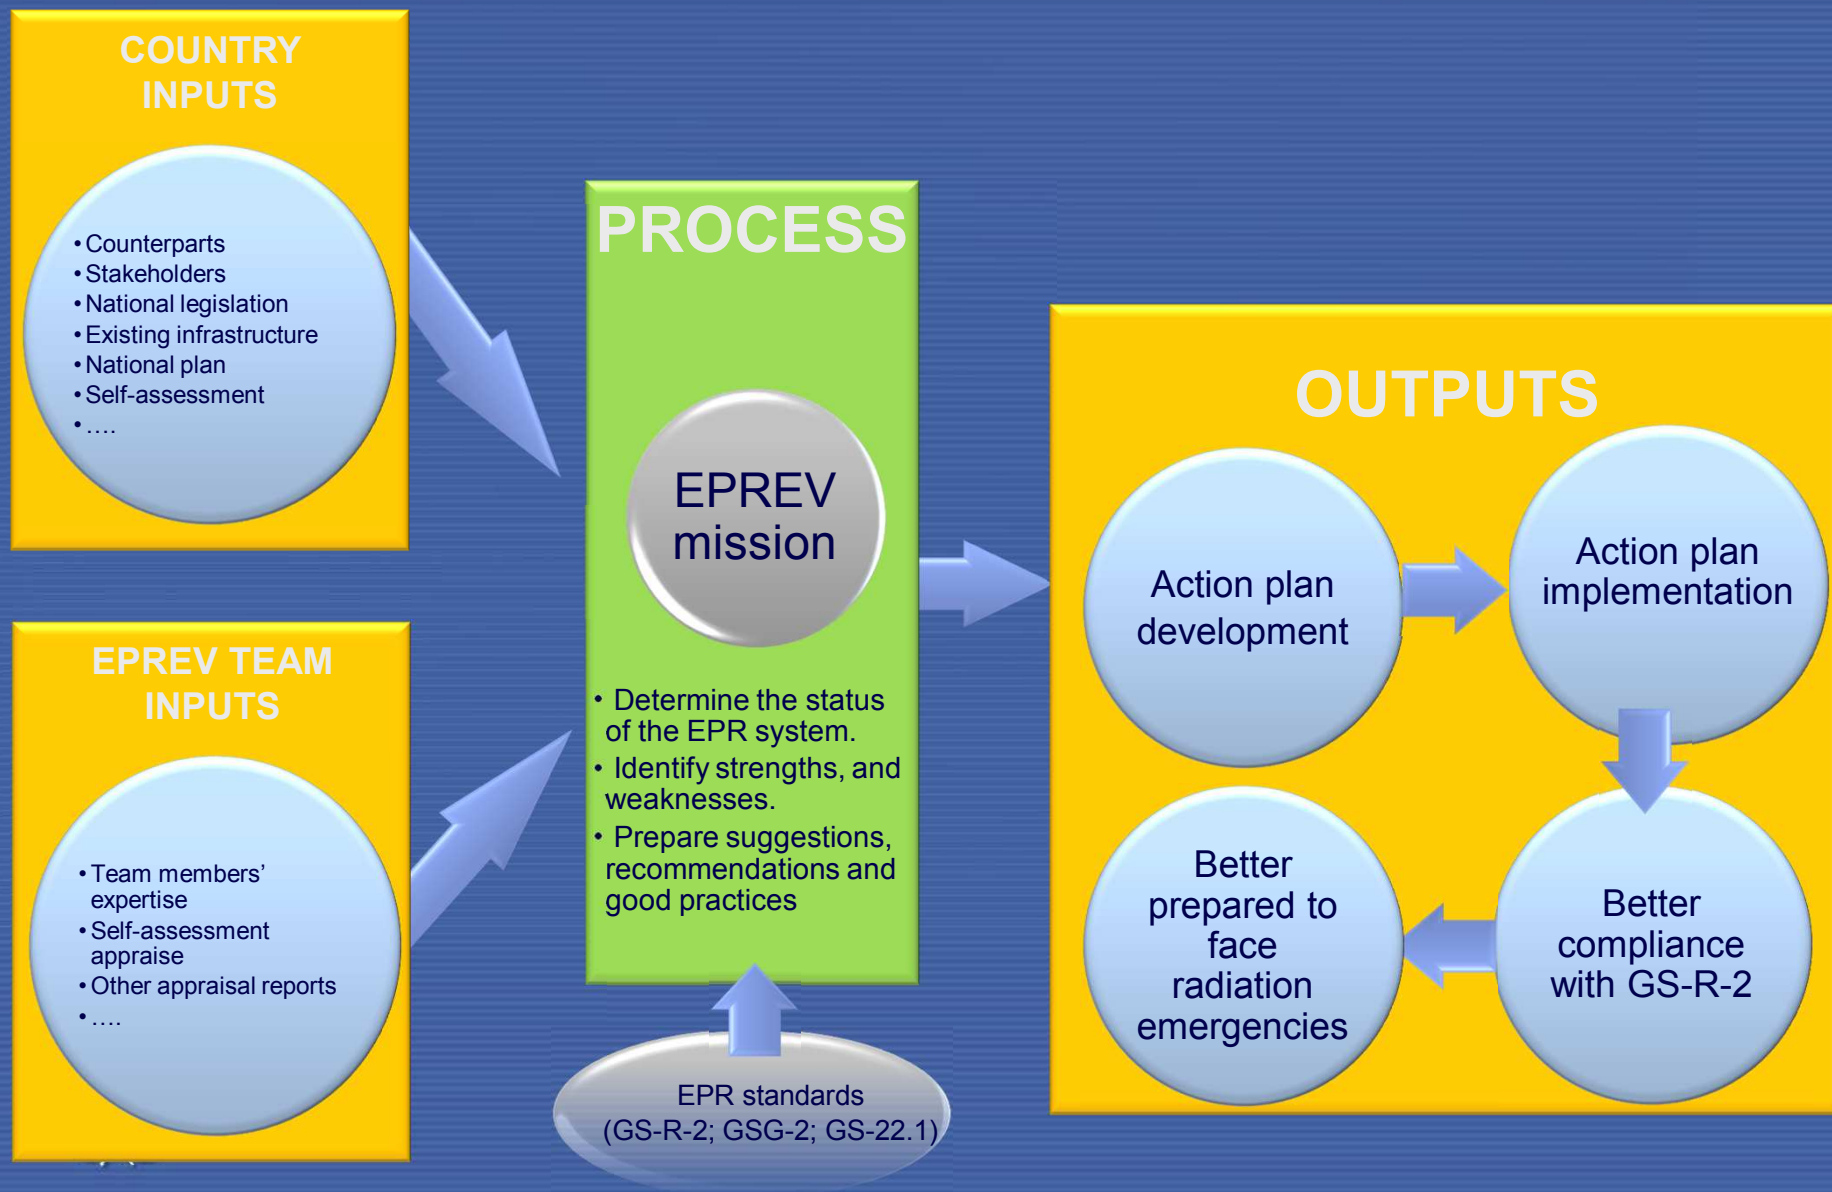 COUNTRY
INPUTS
• Counterparts
• Stakeholders
• National legislation
• Existing infrastructure
• National plan
• Self-assessment
• ....
EPREV TEAM
INPUTS
• Team members’
expertise
• Self-assessment
appraise
• Other appraisal reports
• ....
PROCESS
EPREV
mission
• Determine the status
of the EPR system.
• Identify strengths, and
weaknesses.
• Prepare suggestions,
recommendations and
good practices
EPR standards
(GS-R-2; GSG-2; GS-22.1)
OUTPUTS
Action plan
development
Action plan
implementation
Better
compliance
with GS-R-2
Better
prepared to
face
radiation
emergencies